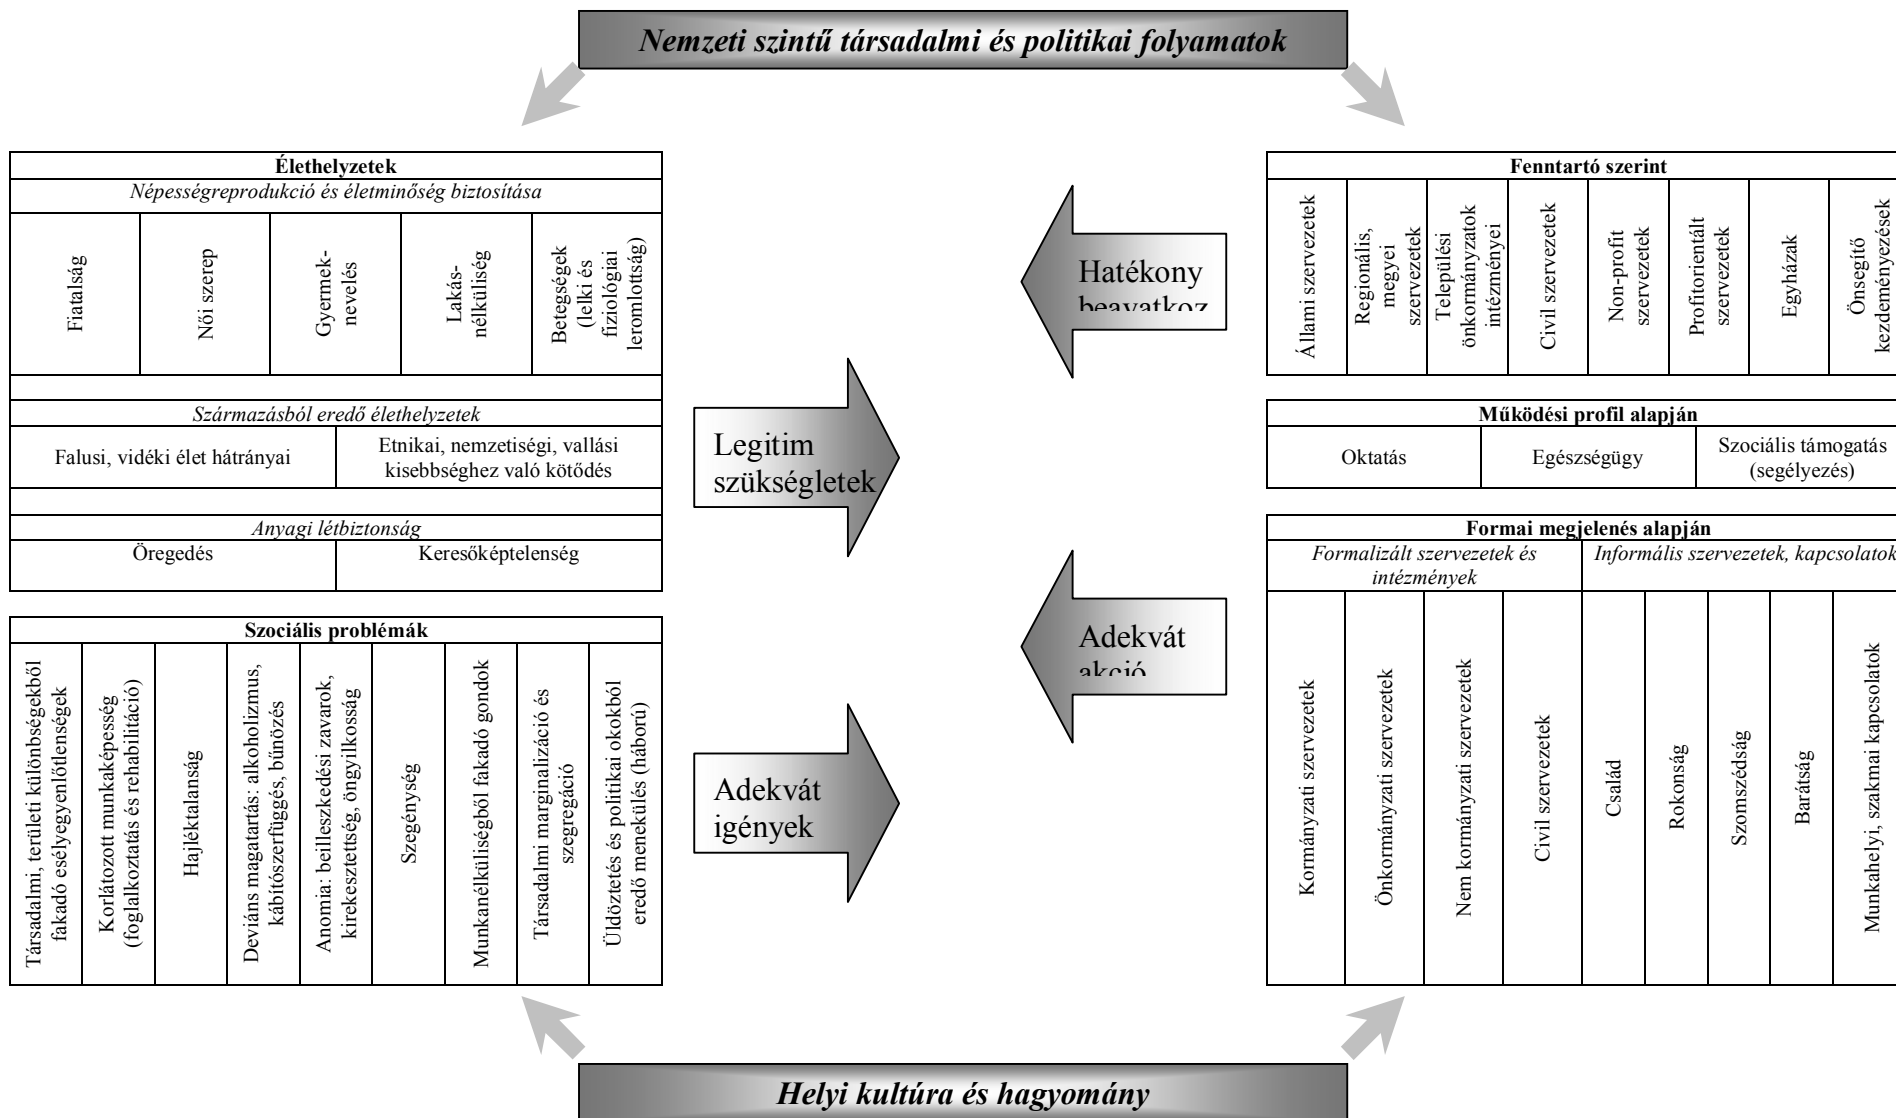 Nemzeti szintű társadalmi és politikai folyamatok
Élethelyzetek
Népességreprodukció és életminőség biztosítása
Fiatalság
Női szerep
Gyermek-
nevelés
Lakás-
nélküliség
Betegségek
(lelki és
fiziológiai
leromlottság)
Származásból eredő élethelyzetek
Falusi, vidéki élet hátrányai
Etnikai, nemzetiségi, vallási
kisebbséghez való kötődés
Anyagi létbiztonság
Öregedés
Keresőképtelenség
Szociális problémák
Társadalmi, területi különbségekből
fakadó esélyegyenlőtlenségek
Korlátozott munkaképesség
(foglalkoztatás és rehabilitáció)
Hajléktalanság
Deviáns magatartás: alkoholizmus,
kábítószerfüggés, bűnözés
Anomia: beilleszkedési zavarok,
kirekesztettség, öngyilkosság
Szegénység
Munkanélküliségből fakadó gondok
Társadalmi marginalizáció és
szegregáció
Üldöztetés és politikai okokból
eredő menekülés (háború)
Hatékony
beavatkoz
Legitim
szükségletek
Adekvát
akció
Adekvát
igények
Fenntartó szerint
Állami szervezetek
Regionális,
megyei
szervezetek
Települési
önkormányzatok
intézményei
Civil szervezetek
Non-profit
szervezetek
Profitorientált
szervezetek
Egyházak
Önsegítő
kezdeményezések
Működési profil alapján
Oktatás
Egészségügy
Szociális támogatás
(segélyezés)
Formai megjelenés alapján
Formalizált szervezetek és
intézmények
Informális szervezetek, kapcsolatok
Kormányzati szervezetek
Önkormányzati szervezetek
Nem kormányzati szervezetek
Civil szervezetek
Család
Rokonság
Szomszédság
Barátság
Munkahelyi, szakmai kapcsolatok
Helyi kultúra és hagyomány